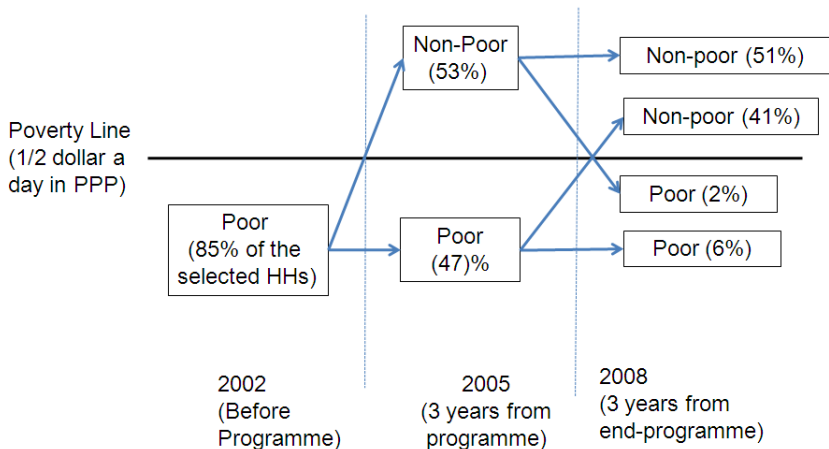 Non-Poor
(53%)
Non-poor (51%)
Non-poor (41%)
Poverty Line
(1/2 dollar a
day in PPP)
Poor (2%)
Poor
(85% of the
selected HHs)
Poor
(47)%
Poor (6%)
2002
(Before
Programme)
2005
(3 years from
programme)
2008
(3 years from
end-programme)